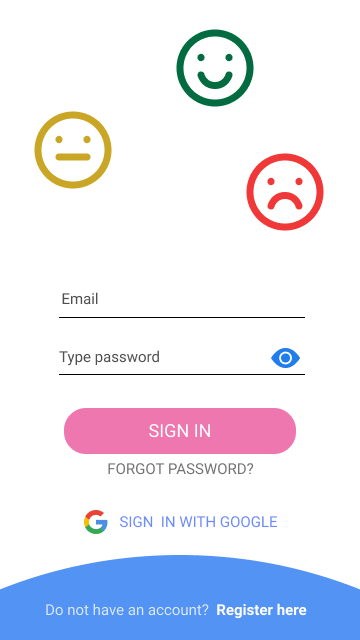 Email
Type password
SIGN IN
FORGOT PASSWORD?
SIGN  IN WITH GOOGLE
Do not have an account?  Register here